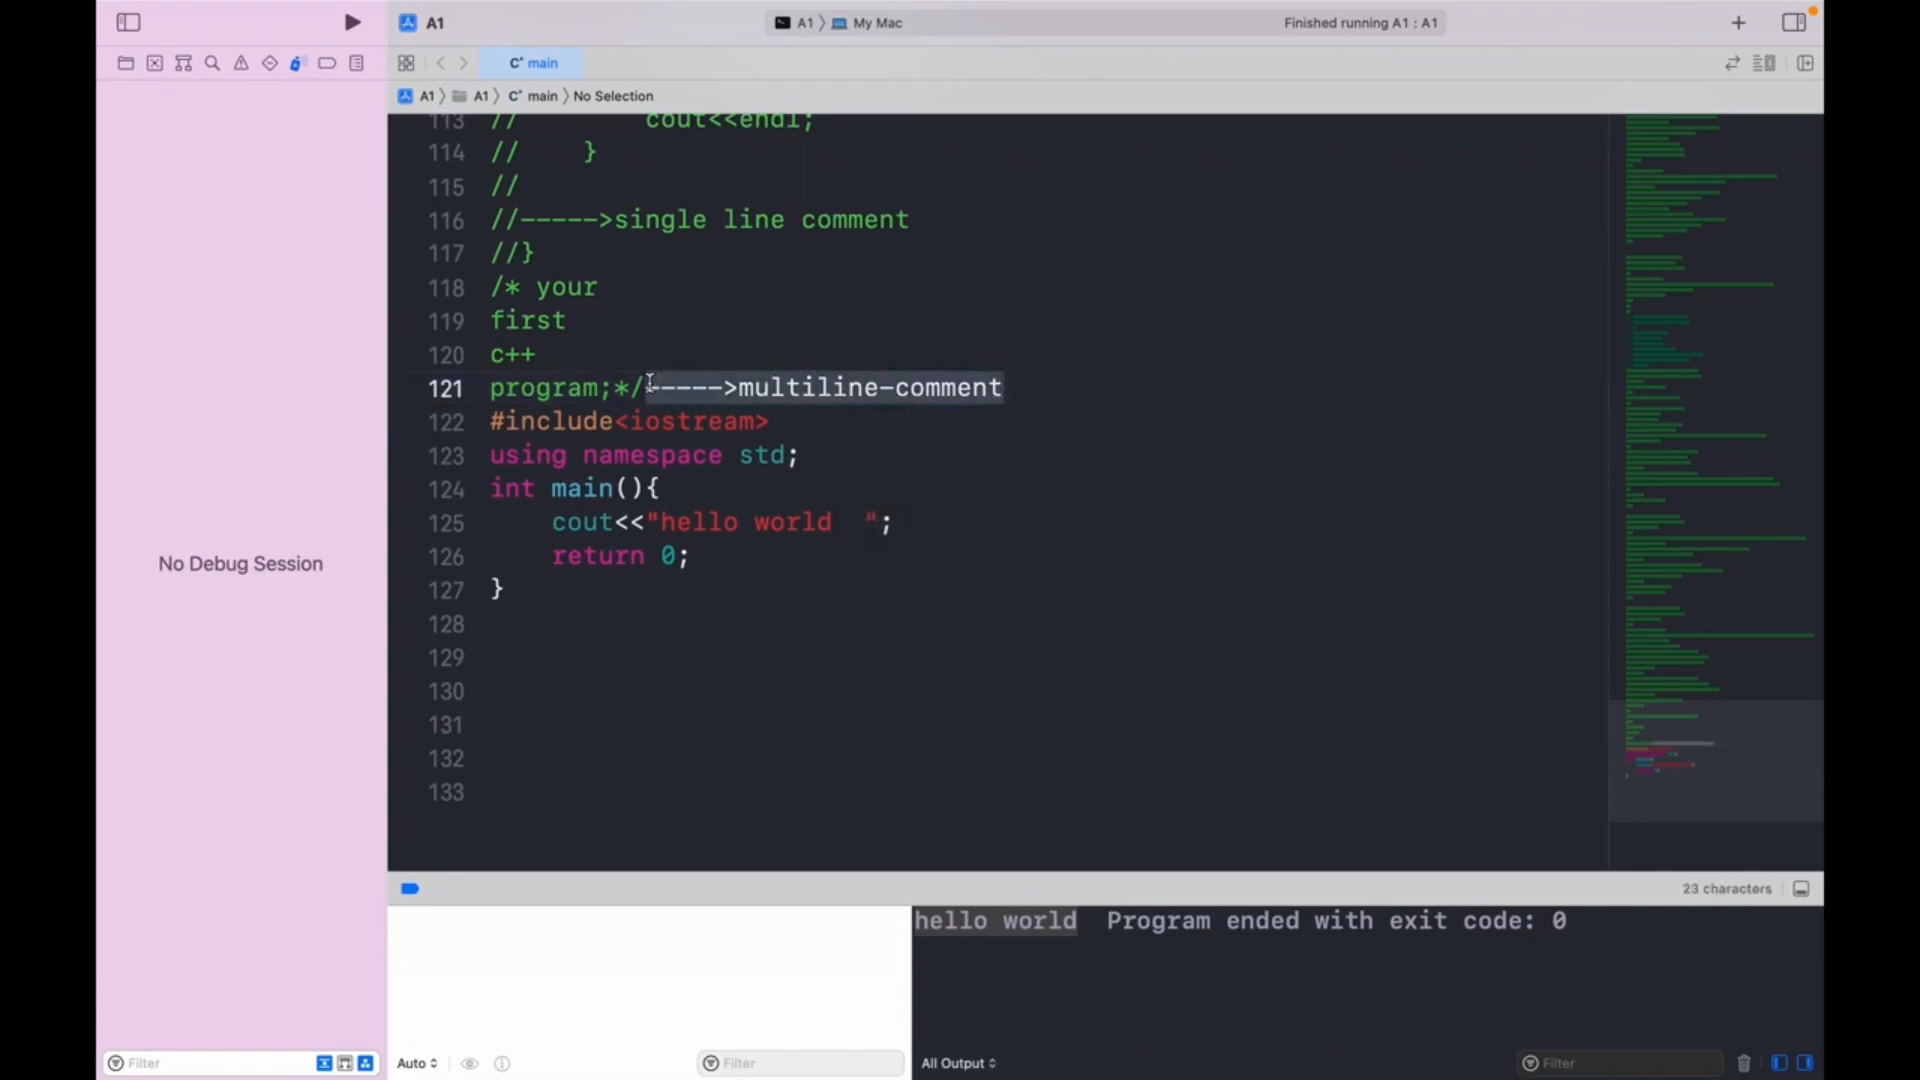 A1
A1 〉 My Mac
Finished running A1 : A1
C⁺ main
A1 〉 A1 〉 C⁺ main 〉 No Selection
113 // cout<<endl;
114 // }
115 //
116 //----->single line comment
117 //}
118 /* your
119 first
120 c++
121 program;*/----->multiline-comment
122 #include<iostream>
123 using namespace std;
124 int main(){
125 cout<<"hello world  ";
126 return 0;
127 }
128
129
130
131
132
133
No Debug Session
23 characters
hello world  Program ended with exit code: 0
Filter
Auto
Filter
All Output
Filter